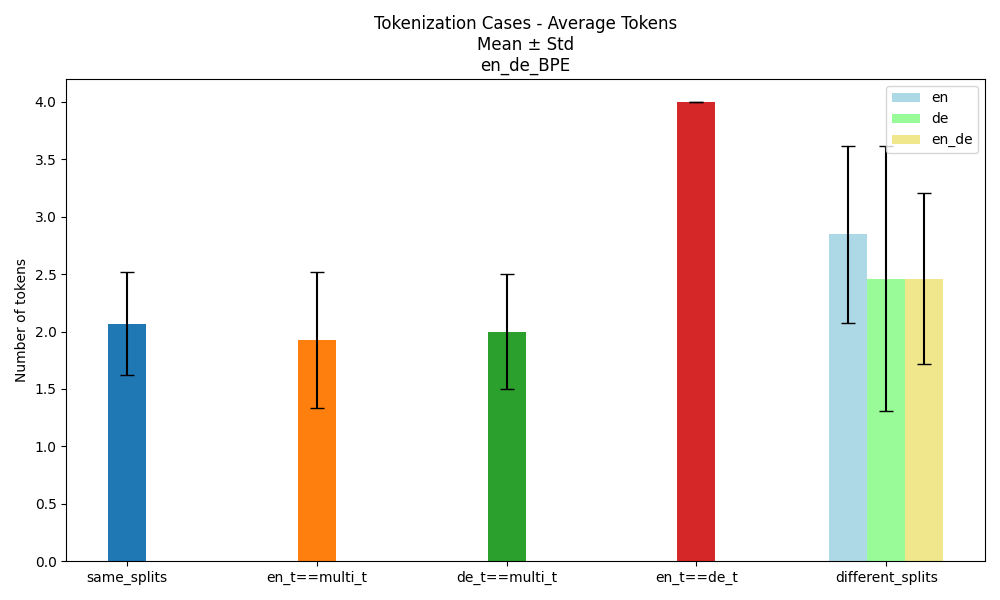 Tokenization Cases - Average Tokens
Mean ± Std
en_de_BPE
Number of tokens
4.0
3.5
3.0
2.5
2.0
1.5
1.0
0.5
0.0
en
de
en_de
same_splits
en_t==multi_t
de_t==multi_t
en_t==de_t
different_splits